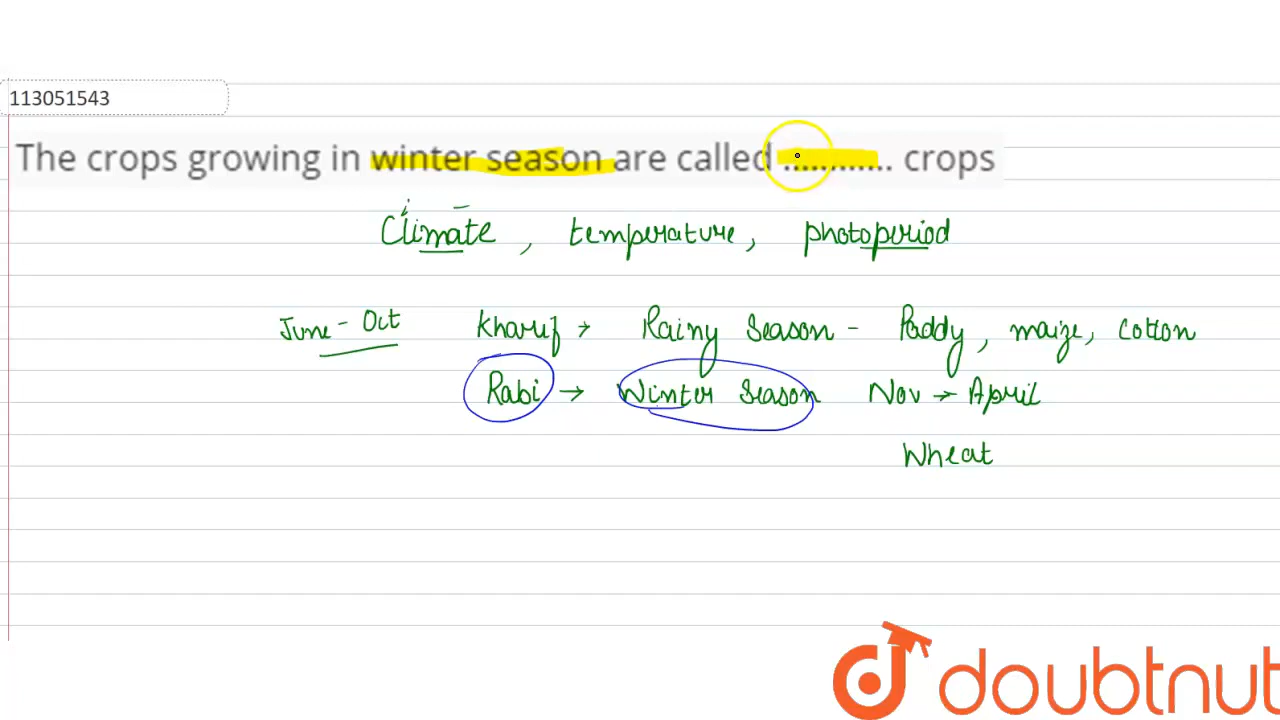 113051543
The crops growing in winter season are called ............. crops
Climate, temperature, photoperiod
June - Oct Kharif → Rainy Season - Paddy, maize, cotton
Rabi → Winter Season Nov → April
Wheat
doubtnut